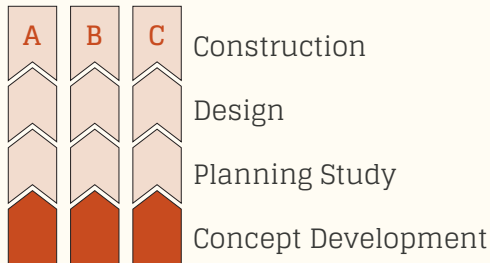 A B C
Construction
Design
Planning Study
Concept Development